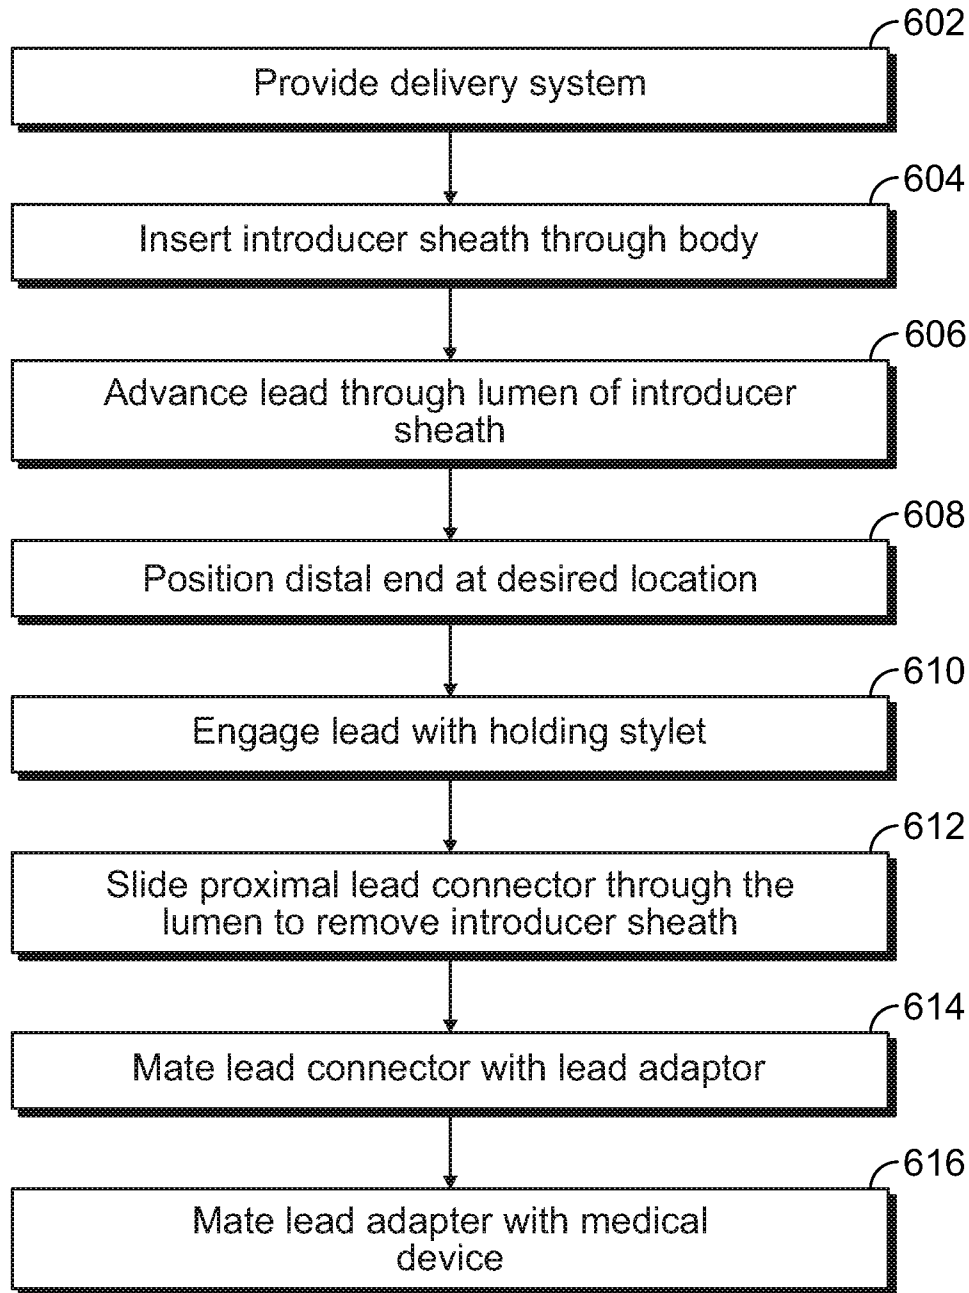 602
Provide delivery system
604
Insert introducer sheath through body
606
Advance lead through lumen of introducer
sheath
608
Position distal end at desired location
610
Engage lead with holding stylet
612
Slide proximal lead connector through the
lumen to remove introducer sheath
614
Mate lead connector with lead adaptor
616
Mate lead adapter with medical
device